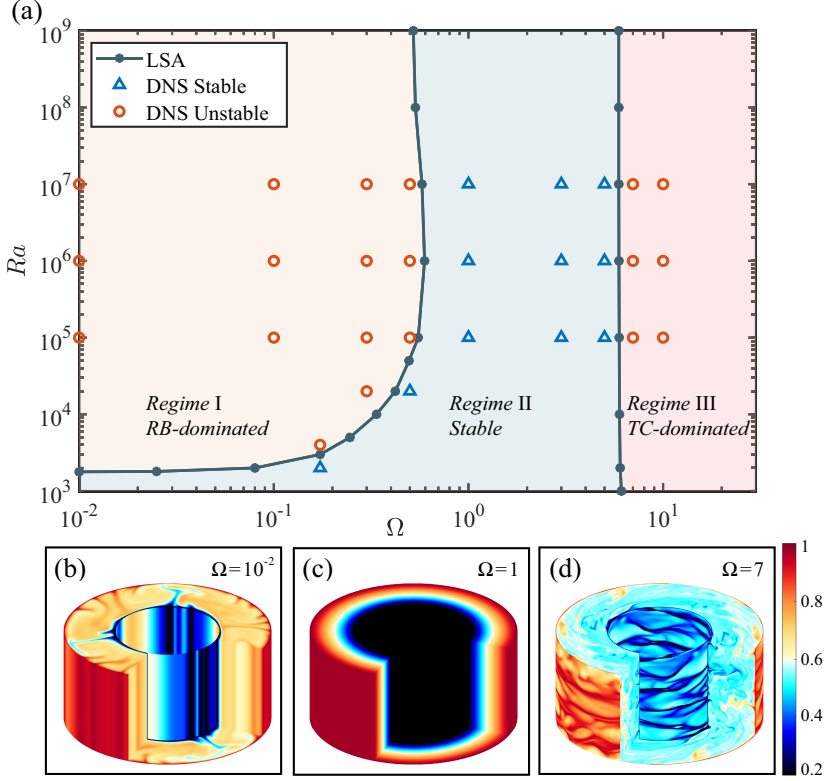 (a)
10^9
10^8
10^7
10^6
10^5
10^4
10^3
Ra
LSA
DNS Stable
DNS Unstable
Regime I
RB-dominated
Regime II
Stable
Regime III
TC-dominated
10^-2
10^-1
10^0
10^1
Ω
(b)
Ω=10^-2
(c)
Ω=1
(d)
Ω=7
1
0.8
0.6
0.4
0.2